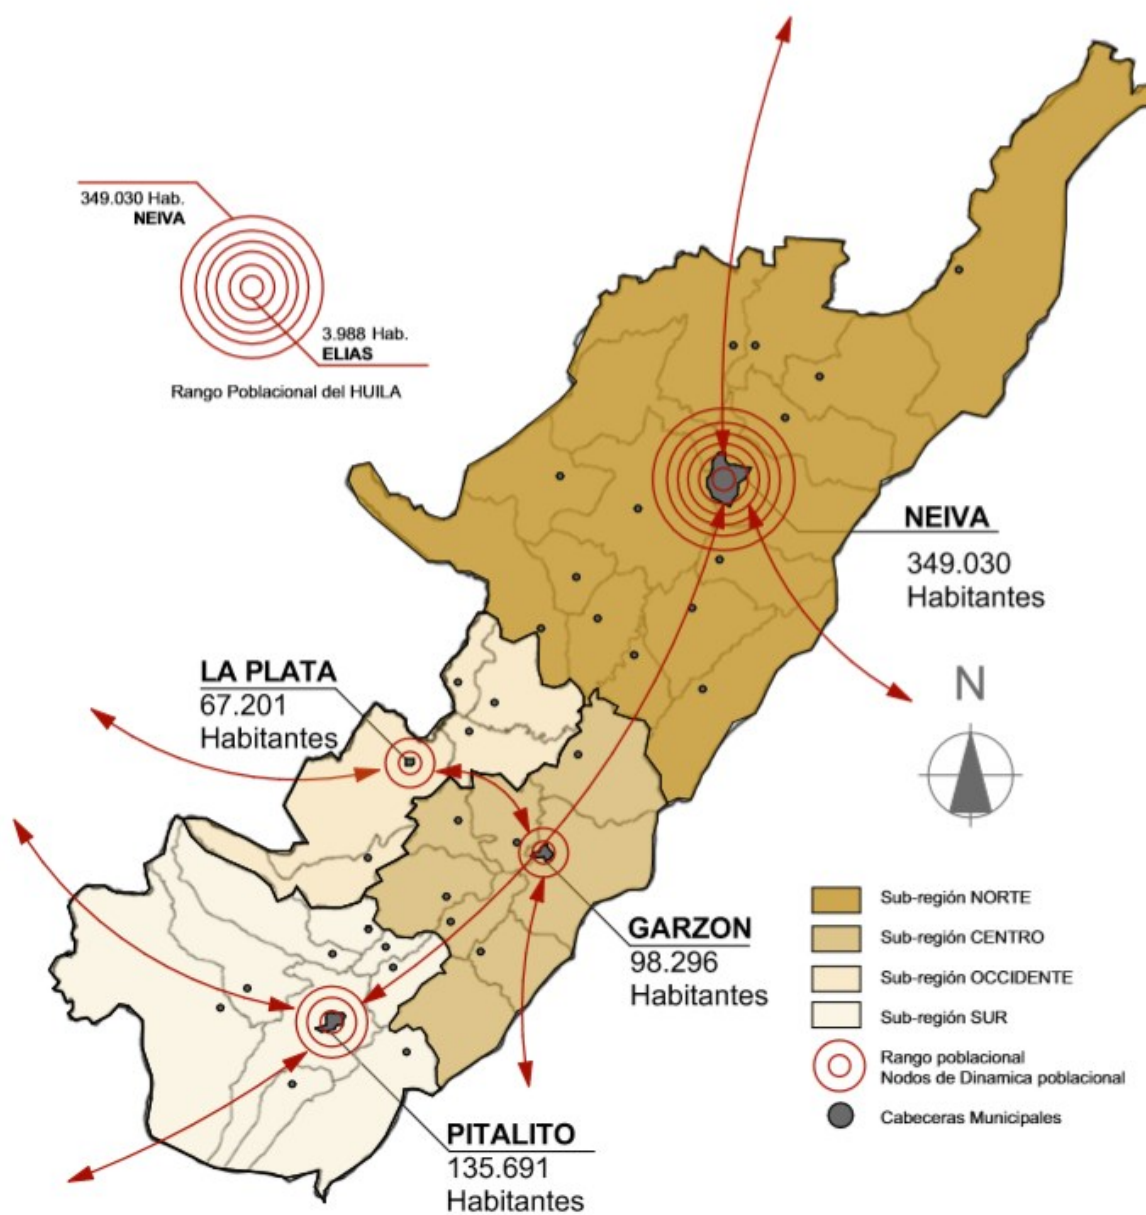 349.030 Hab.
NEIVA
3.988 Hab.
ELIAS
Rango Poblacional del HUILA
NEIVA
349.030
Habitantes
LA PLATA
67.201
Habitantes
N
GARZON
98.296
Habitantes
PITALITO
135.691
Habitantes
Sub-región NORTE
Sub-región CENTRO
Sub-región OCCIDENTE
Sub-región SUR
Rango poblacional
Nodos de Dinamica poblacional
Cabeceras Municipales